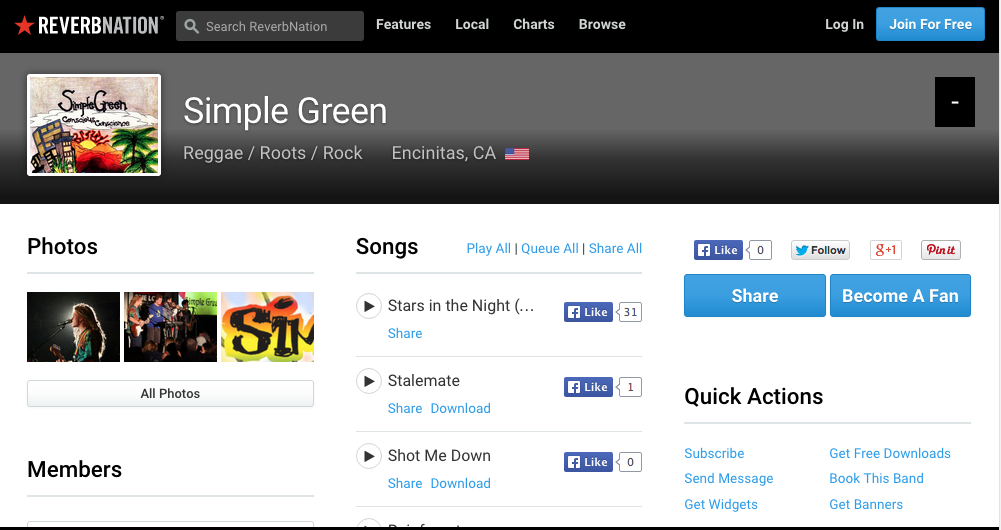 REVERBNATION
Search ReverbNation
Features
Local
Charts
Browse
Log In
Join For Free
Simple Green
Conscious Conscience
Simple Green
Reggae / Roots / Rock
Encinitas, CA
-
Photos
All Photos
Members
Songs
Play All | Queue All | Share All
Stars in the Night (...
Share
Like 31
Stalemate
Share Download
Like 1
Shot Me Down
Share Download
Like 0
Like 0
Follow
g+1
Pin it
Share
Become A Fan
Quick Actions
Subscribe
Get Free Downloads
Send Message
Book This Band
Get Widgets
Get Banners